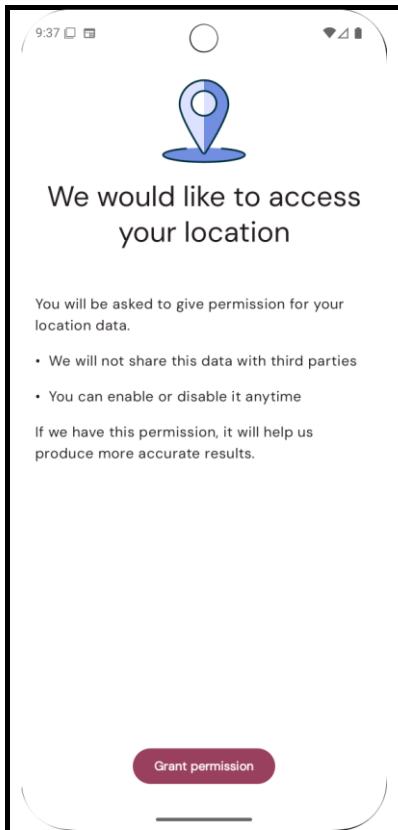 9:37
We would like to access
your location
You will be asked to give permission for your
location data.
• We will not share this data with third parties
• You can enable or disable it anytime
If we have this permission, it will help us
produce more accurate results.
Grant permission